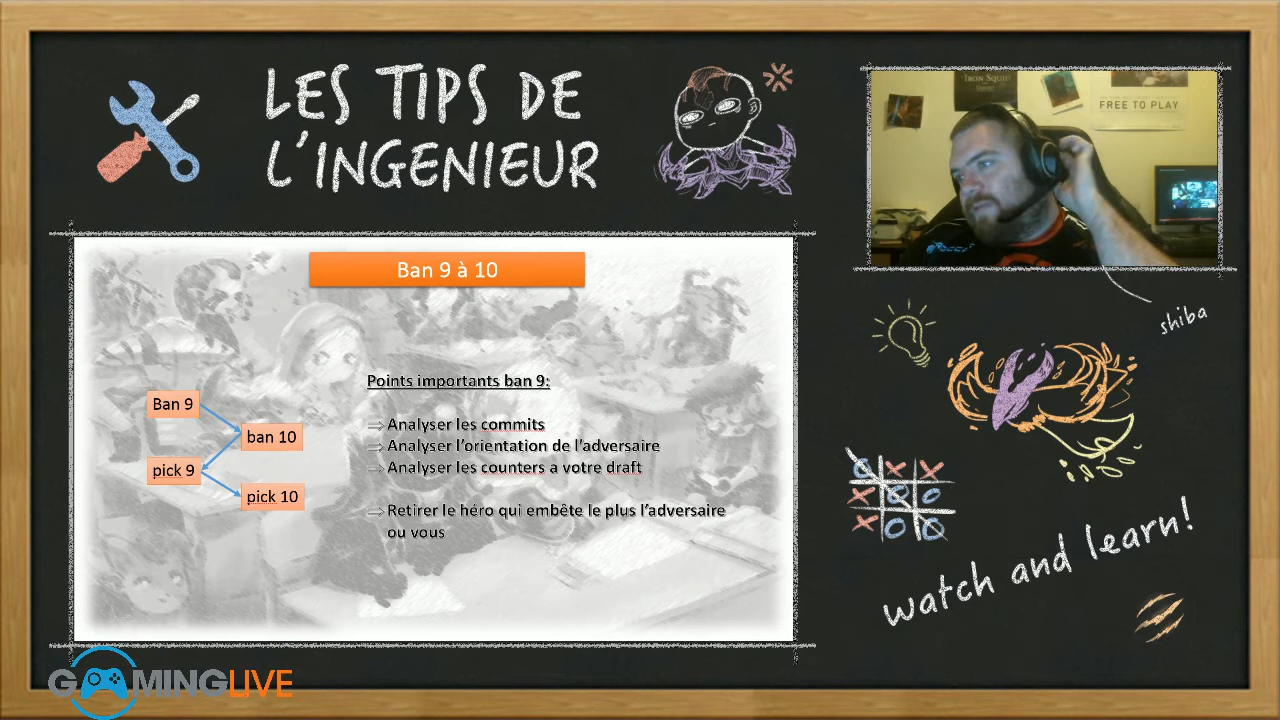 LES TIPS DE
L'INGENIEUR
IRON SQUID
FREE TO PLAY
shiba
Ban 9 à 10
Points importants ban 9:
Ban 9
ban 10
pick 9
pick 10
⇒ Analyser les commits
⇒ Analyser l'orientation de l'adversaire
⇒ Analyser les counters a votre draft
⇒ Retirer le héro qui embête le plus l'adversaire
ou vous
watch and learn!
GAMINGLIVE